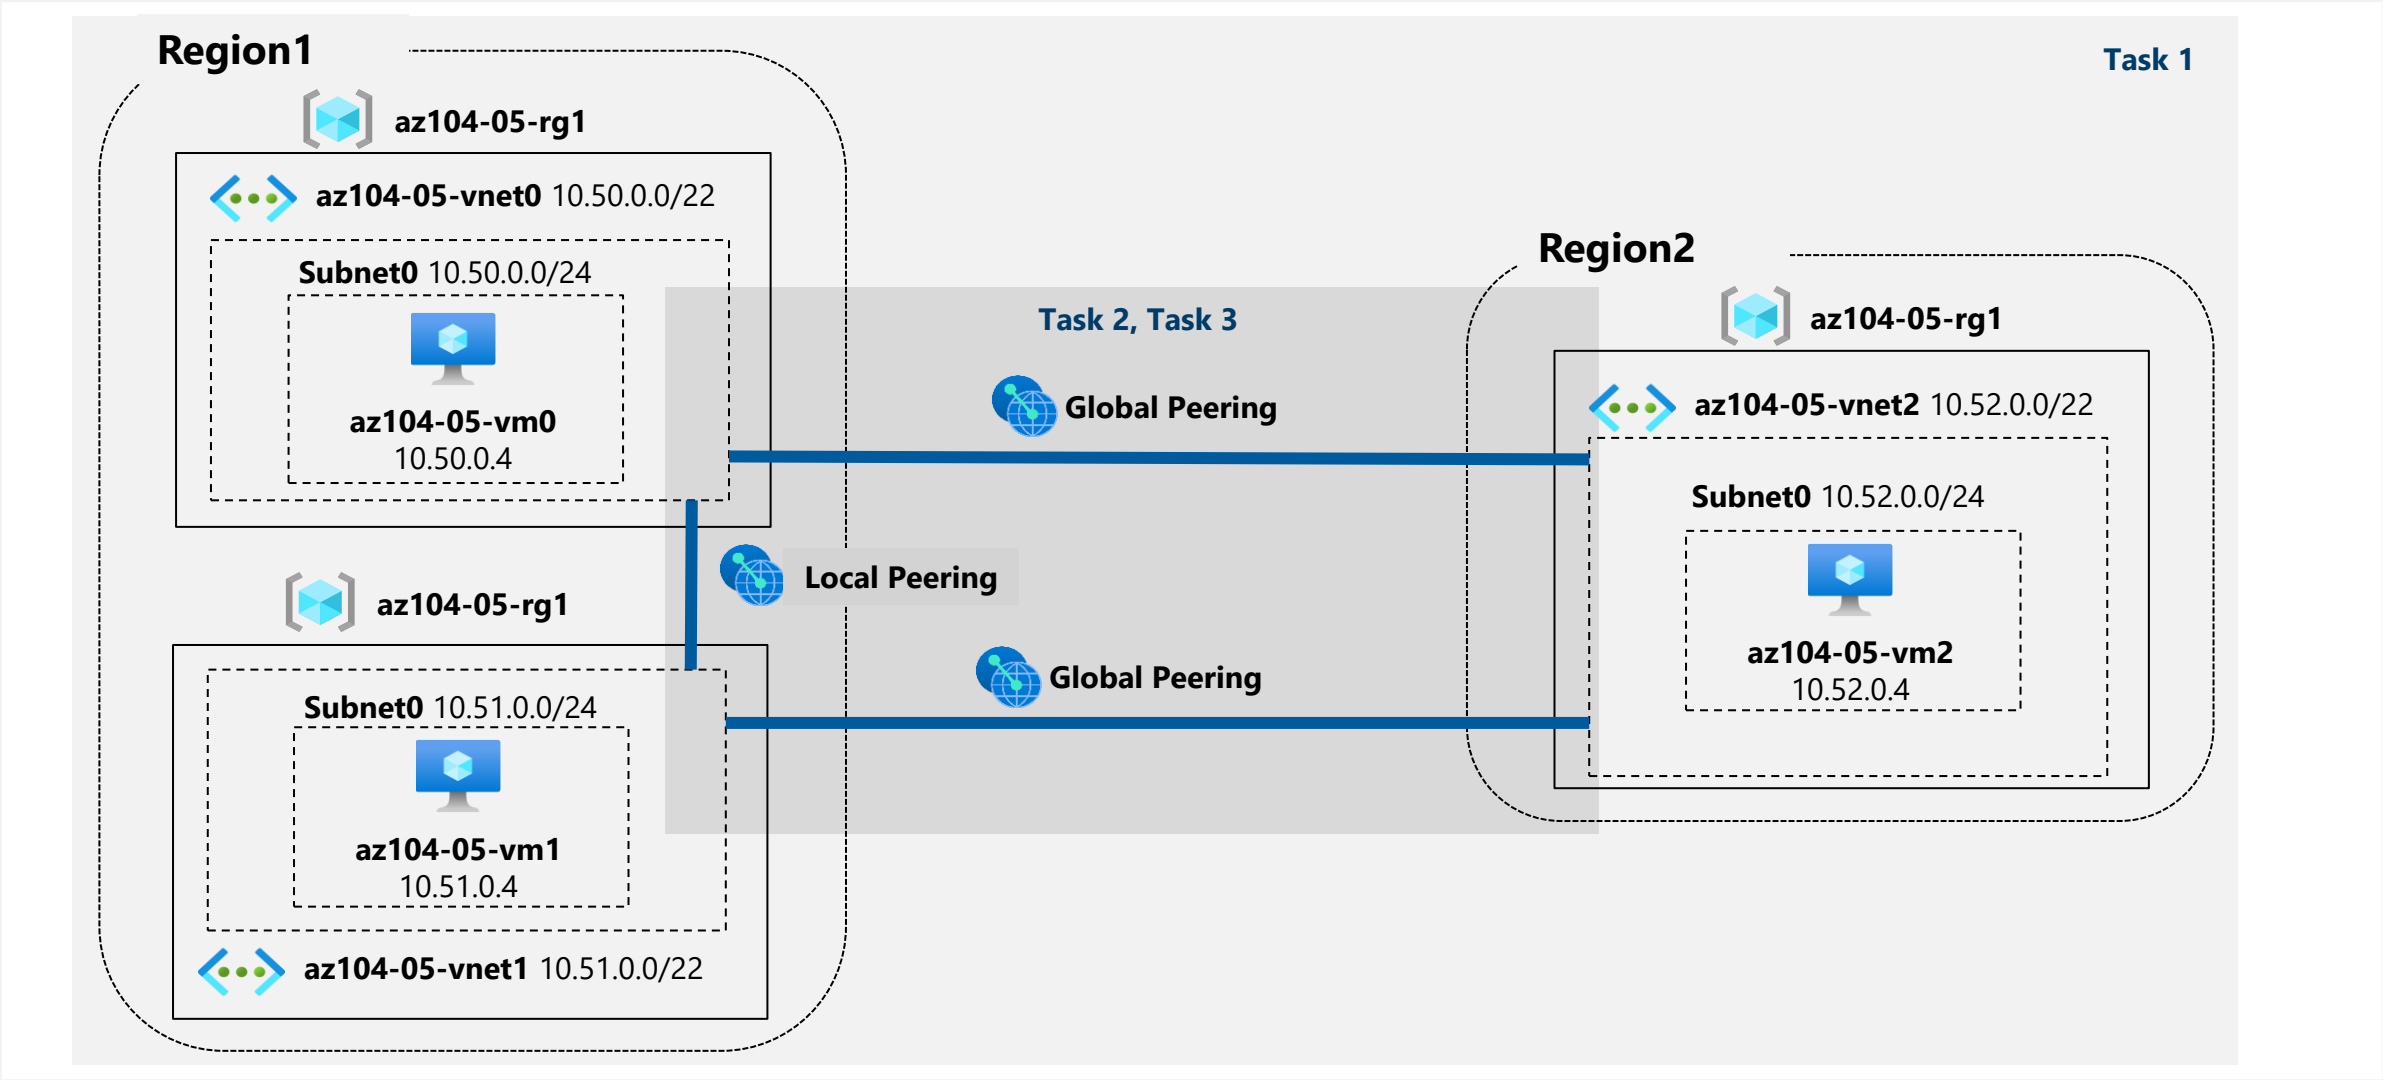 Region1
Task 1
az104-05-rg1
az104-05-vnet0 10.50.0.0/22
Subnet0 10.50.0.0/24
az104-05-vm0
10.50.0.4
Region2
az104-05-rg1
az104-05-vnet2 10.52.0.0/22
Subnet0 10.52.0.0/24
az104-05-vm2
10.52.0.4
Task 2, Task 3
Global Peering
Local Peering
Global Peering
az104-05-rg1
Subnet0 10.51.0.0/24
az104-05-vm1
10.51.0.4
az104-05-vnet1 10.51.0.0/22